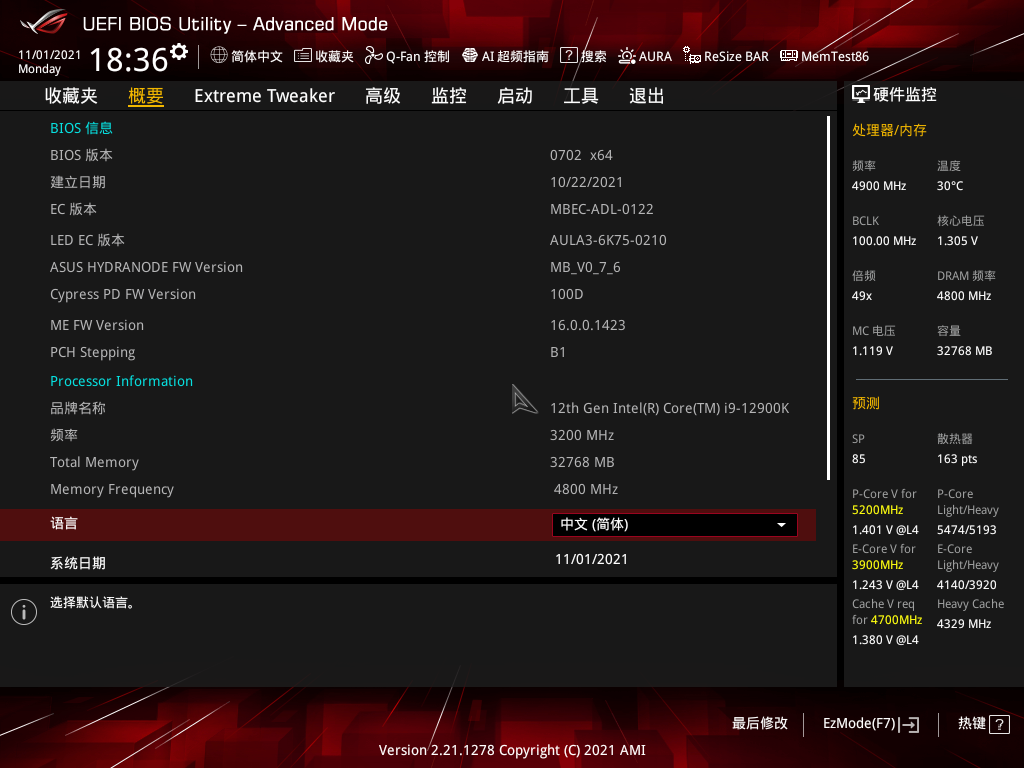 UEFI BIOS Utility – Advanced Mode
11/01/2021
Monday
18:36
简体中文 收藏夹 Q-Fan 控制 AI 超频指南 ? 搜索 AURA ReSize BAR MemTest86
收藏夹 概要 Extreme Tweaker 高级 监控 启动 工具 退出
BIOS 信息
BIOS 版本 0702 x64
建立日期 10/22/2021
EC 版本 MBEC-ADL-0122
LED EC 版本 AULA3-6K75-0210
ASUS HYDRANODE FW Version MB_V0_7_6
Cypress PD FW Version 100D
ME FW Version 16.0.0.1423
PCH Stepping B1
Processor Information
品牌名称 12th Gen Intel(R) Core(TM) i9-12900K
频率 3200 MHz
Total Memory 32768 MB
Memory Frequency 4800 MHz
语言 中文 (简体)
系统日期 11/01/2021
i 选择默认语言。
硬件监控
处理器/内存
频率 温度
4900 MHz 30°C
BCLK 核心电压
100.00 MHz 1.305 V
倍频 DRAM 频率
49x 4800 MHz
MC 电压 容量
1.119 V 32768 MB
预测
SP 散热器
85 163 pts
P-Core V for P-Core
5200MHz Light/Heavy
1.401 V @L4 5474/5193
E-Core V for E-Core
3900MHz Light/Heavy
1.243 V @L4 4140/3920
Cache V req Heavy Cache
for 4700MHz 4329 MHz
1.380 V @L4
最后修改 EzMode(F7) 热键 ?
Version 2.21.1278 Copyright (C) 2021 AMI